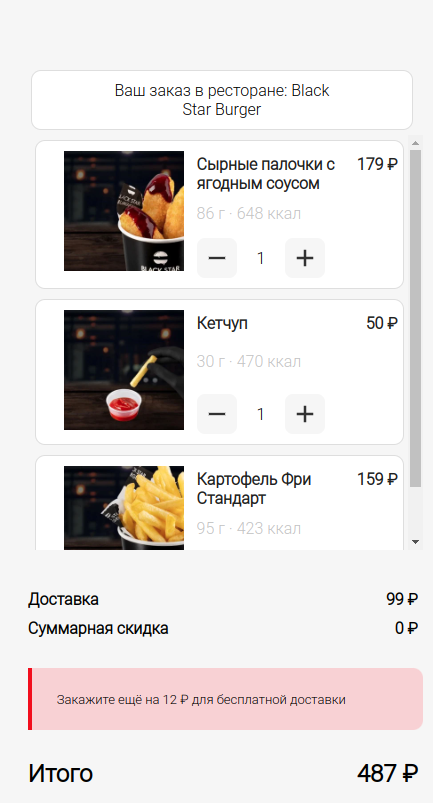 Ваш заказ в ресторане: Black
Star Burger
Сырные палочки с
ягодным соусом
179 ₽
86 г · 648 ккал
1
BLACK STAR
Кетчуп
50 ₽
30 г · 470 ккал
1
Картофель Фри
Стандарт
159 ₽
95 г · 423 ккал
Доставка 99 ₽
Суммарная скидка 0 ₽
Закажите ещё на 12 ₽ для бесплатной доставки
Итого 487 ₽